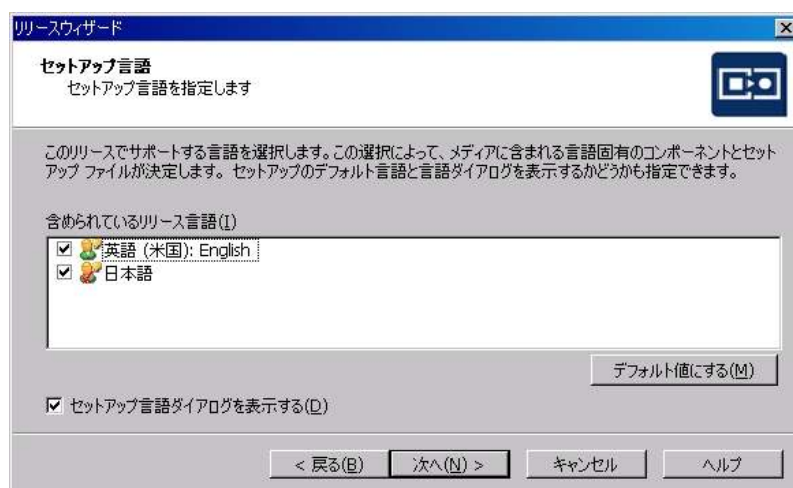 リリースウィザード
セットアップ言語
セットアップ言語を指定します
このリリースでサポートする言語を選択します。この選択によって、メディアに含まれる言語固有のコンポーネントとセット
アップ ファイルが決定します。 セットアップのデフォルト言語と言語ダイアログを表示するかどうかも指定できます。
含められているリリース言語(I)
英語 (米国): English
日本語
デフォルト値にする(M)
セットアップ言語ダイアログを表示する(D)
< 戻る(B) 次へ(N) > キャンセル ヘルプ